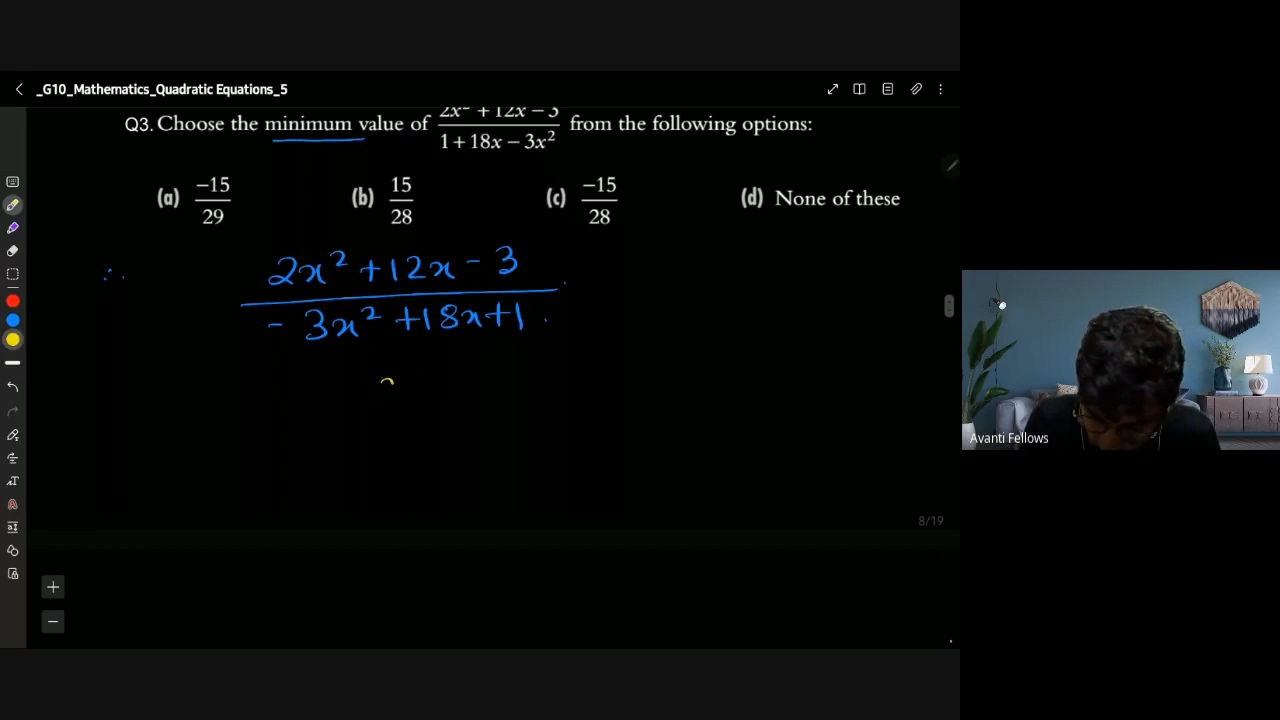 _G10_Mathematics_Quadratic Equations_5
Q3. Choose the minimum value of (2x² + 12x − 3)/(1 + 18x − 3x²) from the following options:
(a) −15/29 (b) 15/28 (c) −15/28 (d) None of these
∴ 2x² + 12x − 3
− 3x² + 18x + 1 .
Avanti Fellows
8/19